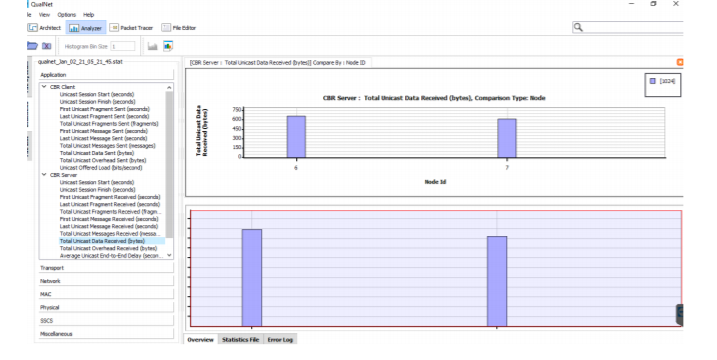 QualNet
le View Options Help
Architect Analyzer Packet Tracer File Editor
Histogram Bin Size 1
qualnet_Jan_02_21_05_21_45.stat
[CBR Server : Total Unicast Data Received (bytes)] Compare By : Node ID
Application
CBR Client
Unicast Session Start (seconds)
Unicast Session Finish (seconds)
First Unicast Fragment Sent (seconds)
Last Unicast Fragment Sent (seconds)
Total Unicast Fragments Sent (fragments)
First Unicast Message Sent (seconds)
Last Unicast Message Sent (seconds)
Total Unicast Messages Sent (messages)
Total Unicast Data Sent (bytes)
Total Unicast Overhead Sent (bytes)
Unicast Offered Load (bits/second)
CBR Server
Unicast Session Start (seconds)
Unicast Session Finish (seconds)
First Unicast Fragment Received (seconds)
Last Unicast Fragment Received (seconds)
Total Unicast Fragments Received (fragm...
First Unicast Message Received (seconds)
Last Unicast Message Received (seconds)
Total Unicast Messages Received (messa...
Total Unicast Data Received (bytes)
Total Unicast Overhead Received (bytes)
Average Unicast End-to-End Delay (secon...
Transport
Network
MAC
Physical
SSCS
Miscellaneous
[1024]
CBR Server : Total Unicast Data Received (bytes), Comparison Type: Node
Total Unicast Data
Received (bytes)
750
600
450
300
150
0
6 7
Node Id
Overview Statistics File Error Log